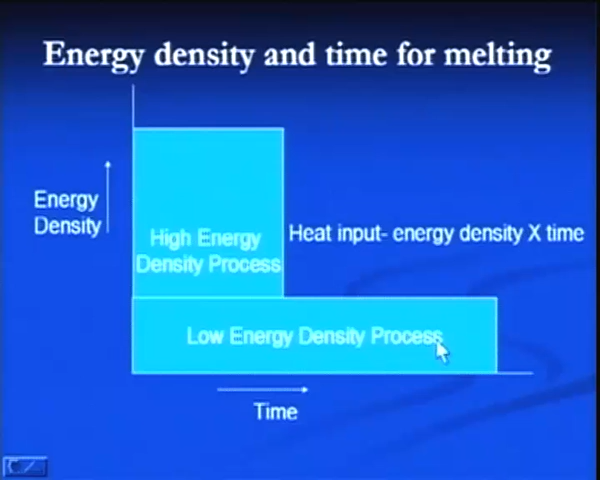 Energy density and time for melting
Energy
Density
High Energy
Density Process
Heat input- energy density X time
Low Energy Density Process
Time